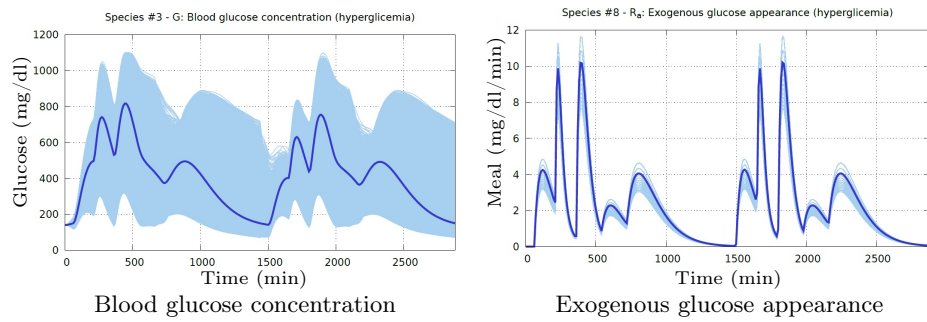 Species #3 - G: Blood glucose concentration (hyperglicemia)
1200
1000
800
600
400
200
0
Glucose (mg/dl)
0 500 1000 1500 2000 2500
Time (min)
Blood glucose concentration
Species #8 - Ra: Exogenous glucose appearance (hyperglicemia)
12
10
8
6
4
2
0
Meal (mg/dl/min)
0 500 1000 1500 2000 2500
Time (min)
Exogenous glucose appearance